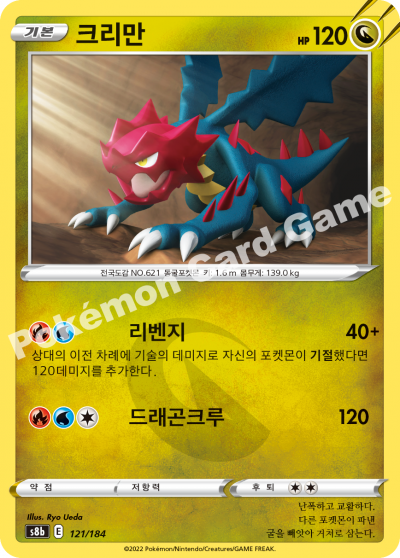 기본 크리만 HP 120
전국도감 NO.621 동굴포켓몬 키: 1.6 m 몸무게: 139.0 kg
Pokémon Card Game
리벤지 40+
상대의 이전 차례에 기술의 데미지로 자신의 포켓몬이 기절했다면
120데미지를 추가한다.
드래곤크루 120
약점 저항력 후퇴
Illus. Ryo Ueda
s8b E 121/184
난폭하고 교활하다.
다른 포켓몬이 파낸
굴을 빼앗아 거처로 삼는다.
©2022 Pokémon/Nintendo/Creatures/GAME FREAK.